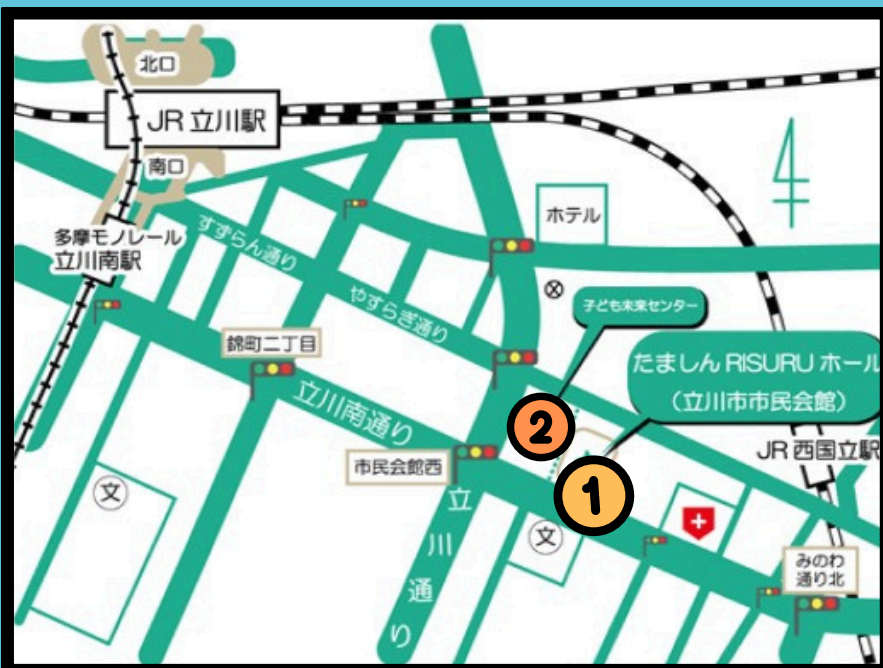 北口
JR 立川駅
南口
多摩モノレール
立川南駅
すずらん通り
やすらぎ通り
ホテル
子ども未来センター
錦町二丁目
たましん RISURU ホール
（立川市市民会館）
立川南通り
市民会館西
2
1
JR 西国立駅
立川通り
文
文
みのわ
通り北